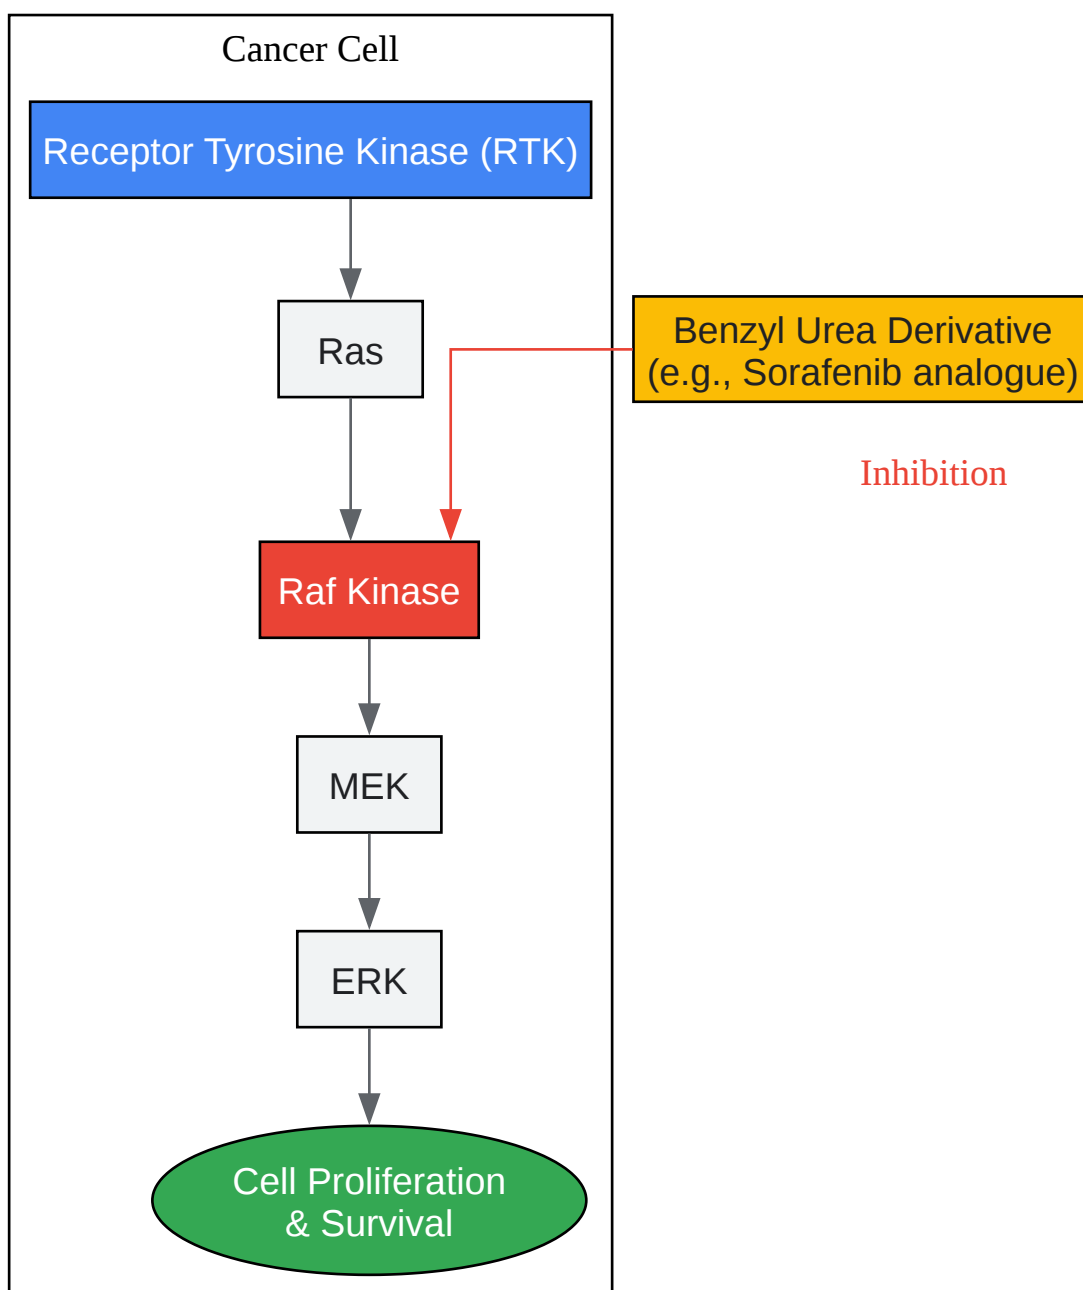 Cancer Cell
Receptor Tyrosine Kinase (RTK)
Ras
Benzyl Urea Derivative
(e.g., Sorafenib analogue)
Inhibition
Raf Kinase
MEK
ERK
Cell Proliferation
& Survival